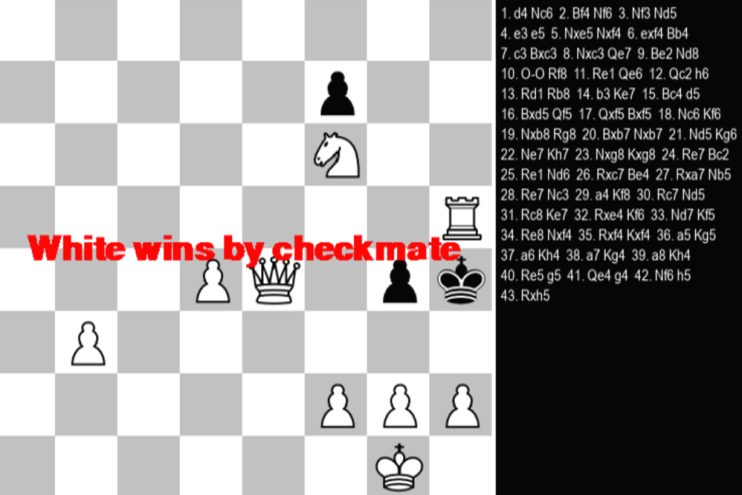 1. d4 Nc6 2. Bf4 Nf6 3. Nf3 Nd5
4. e3 e5 5. Nxe5 Nxf4 6. exf4 Bb4
7. c3 Bxc3 8. Nxc3 Qe7 9. Be2 Nd8
10. O-O Rf8 11. Re1 Qe6 12. Qc2 h6
13. Rd1 Rb8 14. b3 Ke7 15. Bc4 d5
16. Bxd5 Qf5 17. Qxf5 Bxf5 18. Nc6 Kf6
19. Nxb8 Rg8 20. Bxb7 Nxb7 21. Nd5 Kg6
22. Ne7 Kh7 23. Nxg8 Kxg8 24. Re7 Bc2
25. Re1 Nd6 26. Rxc7 Be4 27. Rxa7 Nb5
28. Re7 Nc3 29. a4 Kf8 30. Rc7 Nd5
31. Rc8 Ke7 32. Rxe4 Kf6 33. Nd7 Kf5
34. Re8 Nxf4 35. Rxf4 Kxf4 36. a5 Kg5
37. a6 Kh4 38. a7 Kg4 39. a8 Kh4
40. Re5 g5 41. Qe4 g4 42. Nf6 h5
43. Rxh5
White wins by checkmate